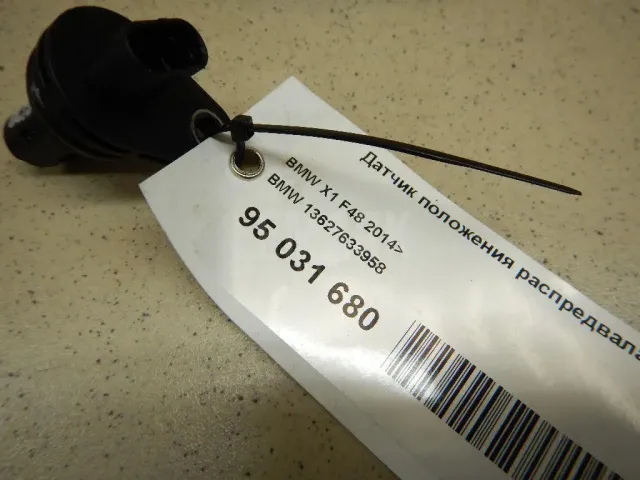 Датчик положения распредвала
BMW X1 F48 2014>
BMW 13627633958
95 031 680